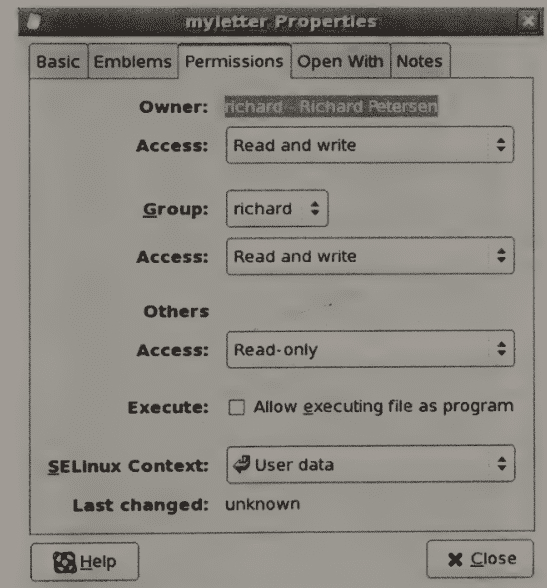 myletter Properties
Basic Emblems Permissions Open With Notes
Owner: richard - Richard Petersen
Access: Read and write
Group: richard
Access: Read and write
Others
Access: Read-only
Execute: Allow executing file as program
SELinux Context: User data
Last changed: unknown
Help Close